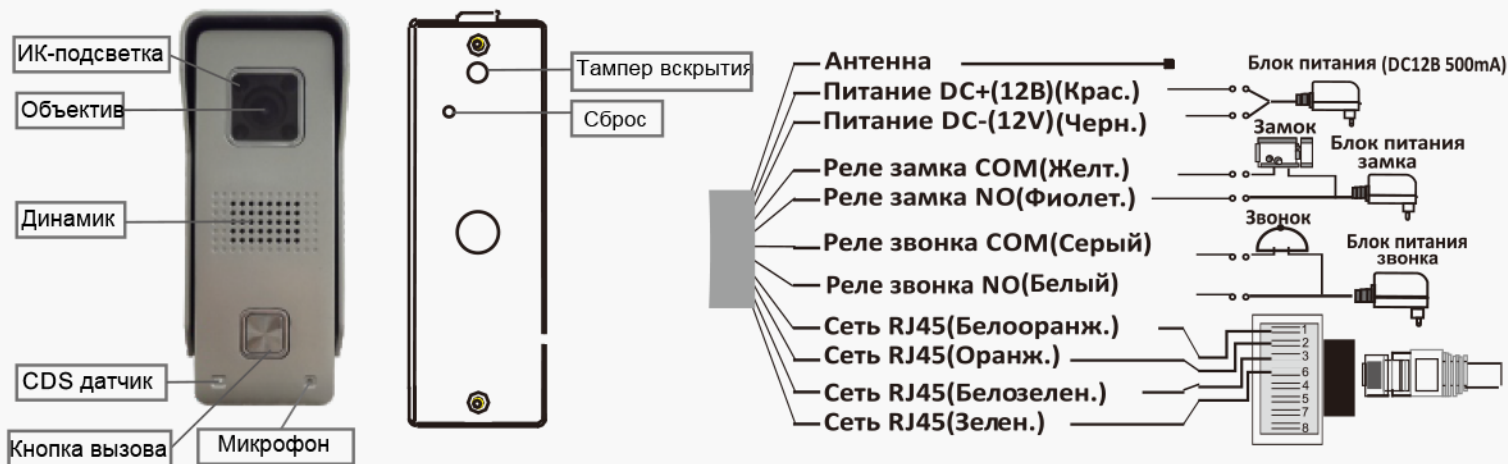 ИК-подсветка
Объектив
Динамик
CDS датчик
Кнопка вызова
Микрофон
Тампер вскрытия
Сброс
Антенна
Питание DC+(12В)(Крас.)
Питание DC-(12V)(Черн.)
Реле замка COM(Желт.)
Реле замка NO(Фиолет.)
Реле звонка COM(Серый)
Реле звонка NO(Белый)
Сеть RJ45(Белооранж.)
Сеть RJ45(Оранж.)
Сеть RJ45(Белозелен.)
Сеть RJ45(Зелен.)
Блок питания (DC12В 500mA)
Замок
Блок питания
замка
Звонок
Блок питания
звонка
1
2
3
6
4
5
7
8